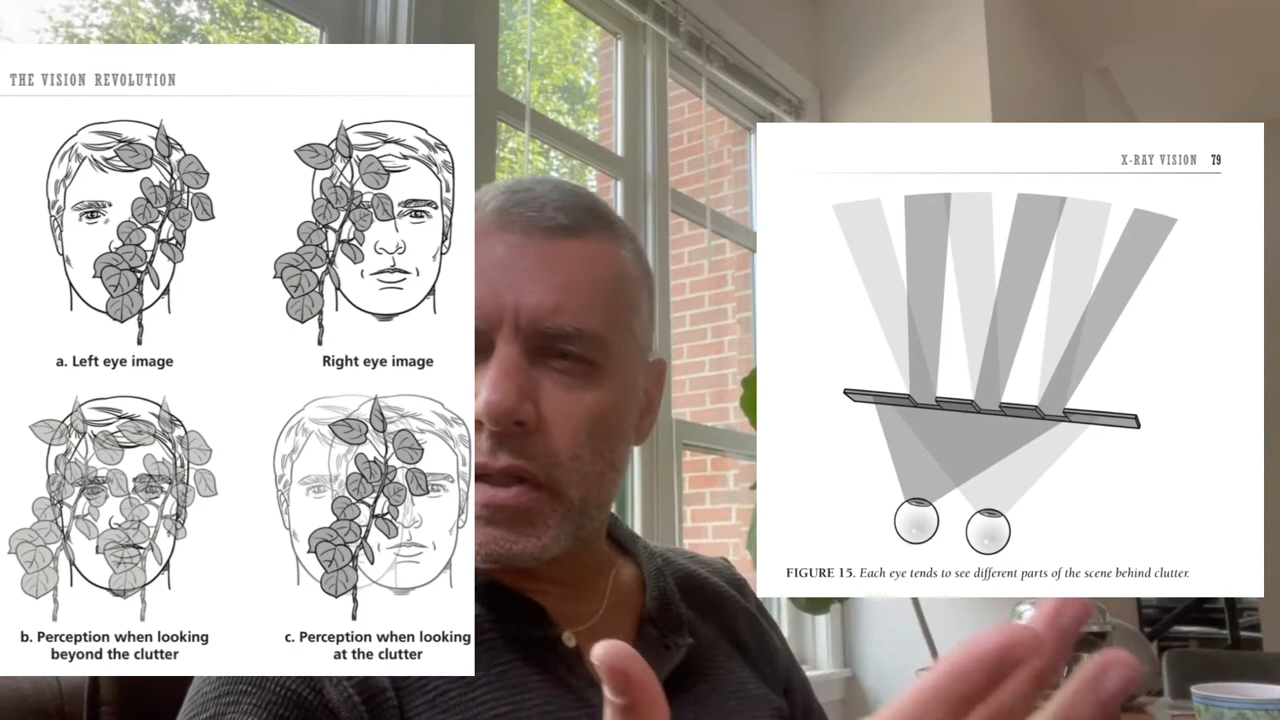 THE VISION REVOLUTION
a. Left eye image
Right eye image
b. Perception when looking
beyond the clutter
c. Perception when looking
at the clutter
X-RAY VISION 79
FIGURE 15. Each eye tends to see different parts of the scene behind clutter.